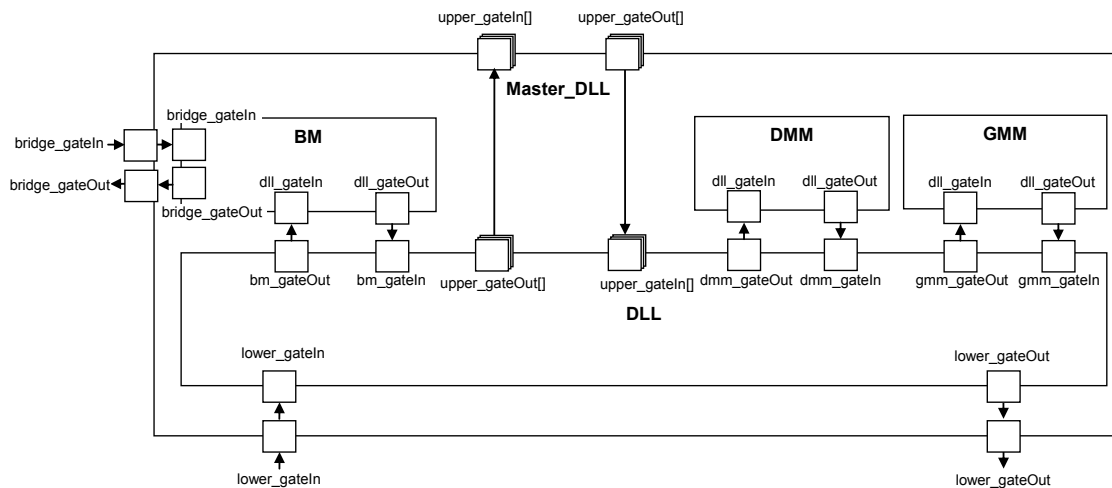 upper_gateIn[]
upper_gateOut[]
Master_DLL
bridge_gateIn
bridge_gateIn
BM
DMM
GMM
bridge_gateOut
dll_gateIn
dll_gateOut
dll_gateIn
dll_gateOut
dll_gateIn
dll_gateOut
bridge_gateOut
bm_gateOut
bm_gateIn
upper_gateOut[]
upper_gateIn[]
dmm_gateOut
dmm_gateIn
gmm_gateOut
gmm_gateIn
DLL
lower_gateIn
lower_gateOut
lower_gateIn
lower_gateOut